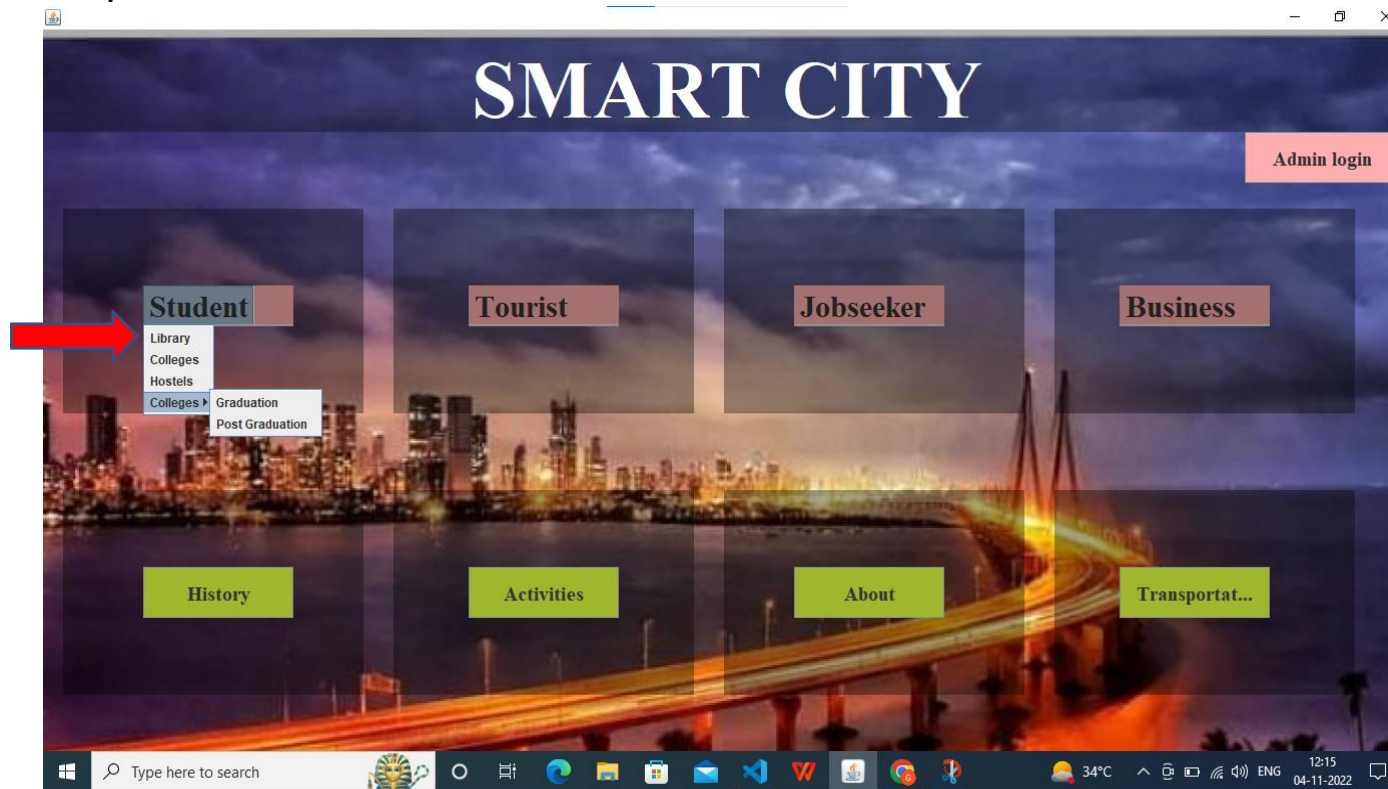 SMART CITY
Admin login
Student
Tourist
Jobseeker
Business
Library
Colleges
Hostels
Colleges
Graduation
Post Graduation
History
Activities
About
Transportat...
Type here to search
34°C
ENG
12:15
04-11-2022